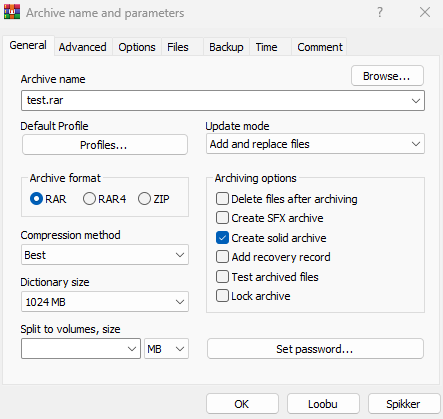 Archive name and parameters
General Advanced Options Files Backup Time Comment
Archive name
Browse...
test.rar
Default Profile
Profiles...
Update mode
Add and replace files
Archive format
RAR RAR4 ZIP
Compression method
Best
Dictionary size
1024 MB
Archiving options
Delete files after archiving
Create SFX archive
Create solid archive
Add recovery record
Test archived files
Lock archive
Split to volumes, size
MB
Set password...
OK Loobu Spikker